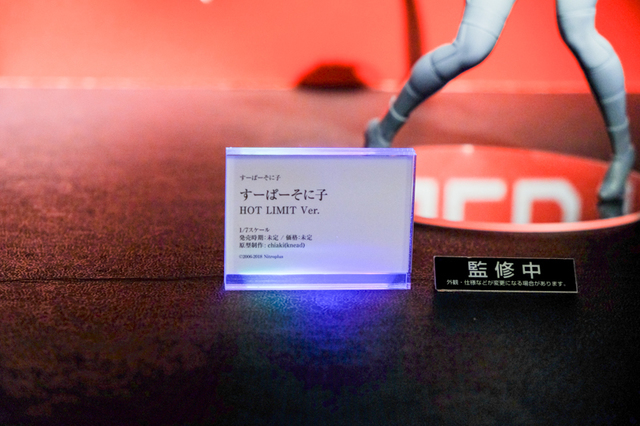 すーぱーそに子
すーぱーそに子
HOT LIMIT Ver.
1/7スケール
発売時期：未定 / 価格：未定
原型制作：chiaki(knead)
©2006-2018 Nitroplus
監修中
外観・仕様などが変更になる場合があります。